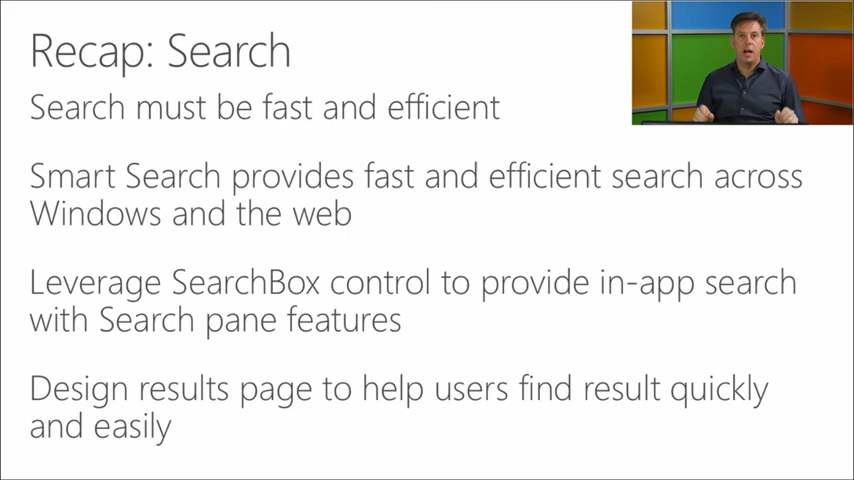 Recap: Search
Search must be fast and efficient
Smart Search provides fast and efficient search across
Windows and the web
Leverage SearchBox control to provide in-app search
with Search pane features
Design results page to help users find result quickly
and easily